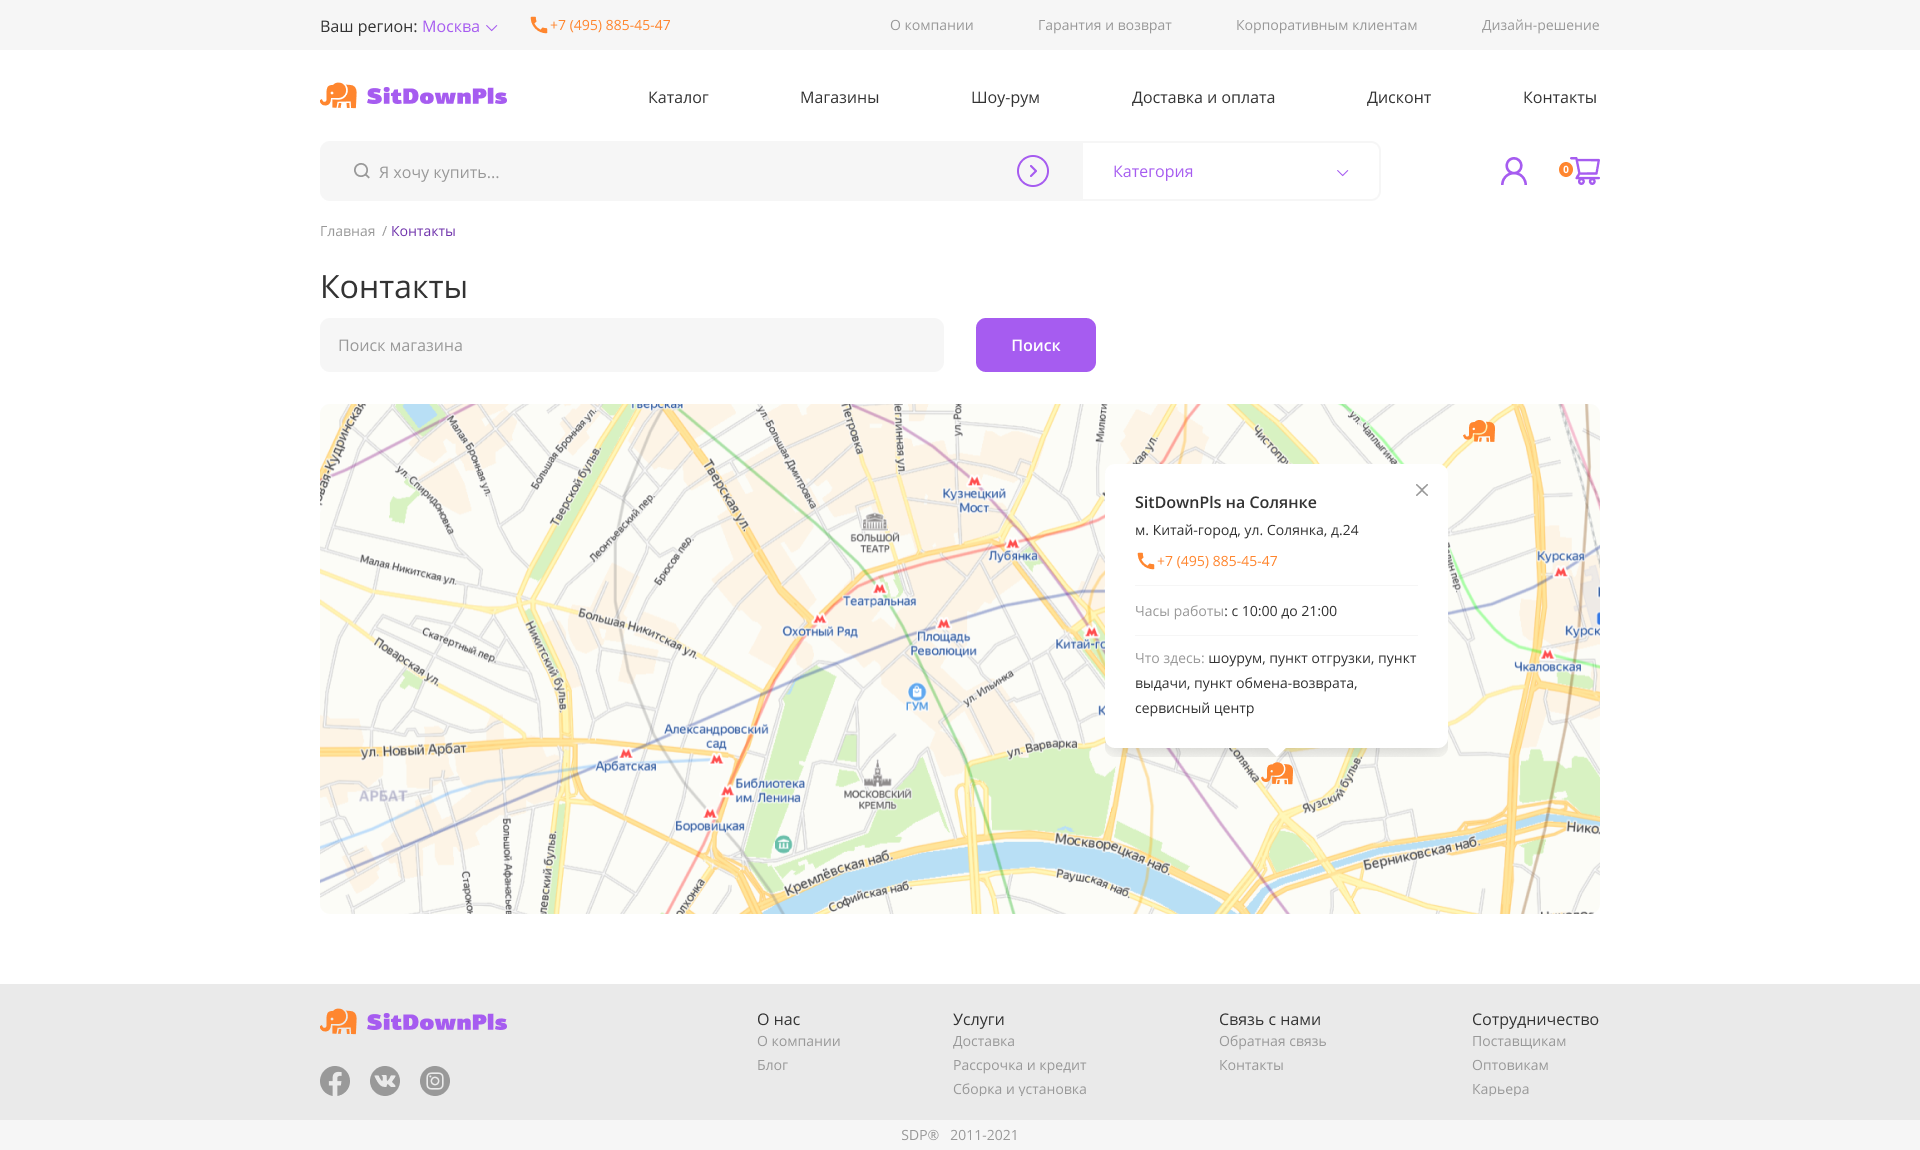 Ваш регион: Москва
+7 (495) 885-45-47
О компании
Гарантия и возврат
Корпоративным клиентам
Дизайн-решение
SitDownPls
Каталог
Магазины
Шоу-рум
Доставка и оплата
Дисконт
Контакты
Я хочу купить...
Категория
0
Главная / Контакты
Контакты
Поиск магазина
Поиск
Тверская
Малая Бронная ул.
Большая Бронная ул.
Тверской бульв.
ул. Спиридоновка
Леонтьевский пер.
Брюсов пер.
Тверская ул.
ул. Большая Дмитровка
Петровка
ул. Чаплыгина
Кузнецкий
Мост
БОЛЬШОЙ
ТЕАТР
Лубянка
Малая Никитская ул.
Театральная
Большая Никитская ул.
Охотный Ряд
Площадь
Революции
Скатертный пер.
Поварская ул.
Никитский бульв.
ул. Ильинка
ГУМ
Александровский
сад
ул. Новый Арбат
Арбатская
ул. Варварка
Библиотека
им. Ленина
АРБАТ
МОСКОВСКИЙ
КРЕМЛЬ
Боровицкая
Кремлёвская наб.
Софийская наб.
Москворецкая наб.
Раушская наб.
Яузский бульв.
Берниковская наб.
Курская
Чкаловская
SitDownPls на Солянке
м. Китай-город, ул. Солянка, д.24
+7 (495) 885-45-47
Часы работы: с 10:00 до 21:00
Что здесь: шоурум, пункт отгрузки, пункт
выдачи, пункт обмена-возврата,
сервисный центр
SitDownPls
О нас
О компании
Блог
Услуги
Доставка
Рассрочка и кредит
Сборка и установка
Связь с нами
Обратная связь
Контакты
Сотрудничество
Поставщикам
Оптовикам
Карьера
SDP® 2011-2021